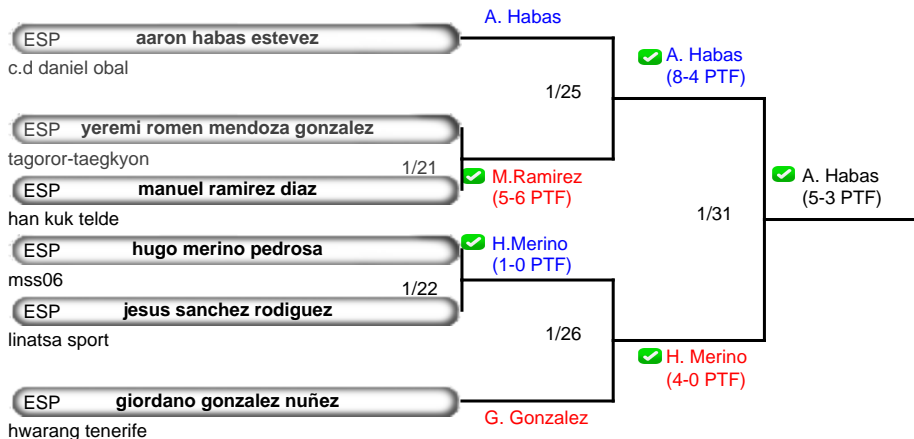 A. Habas
ESP aaron habas estevez
c.d daniel obal
A. Habas
(8-4 PTF)
1/25
ESP yeremi romen mendoza gonzalez
tagoror-taegkyon
1/21
M.Ramirez
(5-6 PTF)
ESP manuel ramirez diaz
han kuk telde
A. Habas
(5-3 PTF)
1/31
ESP hugo merino pedrosa
mss06
H.Merino
(1-0 PTF)
1/22
ESP jesus sanchez rodiguez
linatsa sport
1/26
H. Merino
(4-0 PTF)
ESP giordano gonzalez nuñez
hwarang tenerife
G. Gonzalez